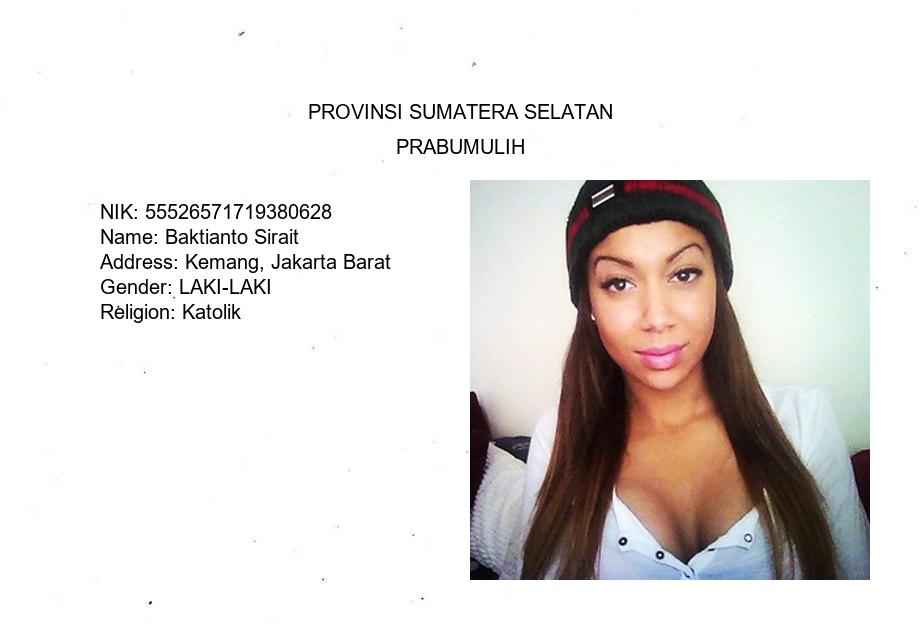 PROVINSI SUMATERA SELATAN
PRABUMULIH
NIK: 55526571719380628
Name: Baktianto Sirait
Address: Kemang, Jakarta Barat
Gender: LAKI-LAKI
Religion: Katolik